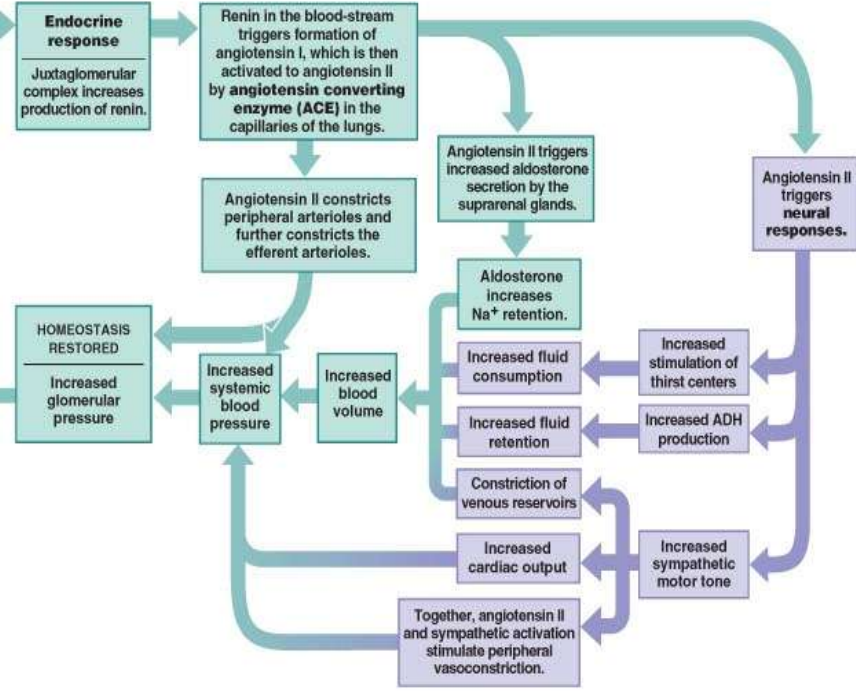 Endocrine
response
Juxtaglomerular
complex increases
production of renin.
Renin in the blood-stream
triggers formation of
angiotensin I, which is then
activated to angiotensin II
by angiotensin converting
enzyme (ACE) in the
capillaries of the lungs.
Angiotensin II constricts
peripheral arterioles and
further constricts the
efferent arterioles.
Angiotensin II triggers
increased aldosterone
secretion by the
suprarenal glands.
Angiotensin II
triggers
neural
responses.
Aldosterone
increases
Na+ retention.
HOMEOSTASIS
RESTORED
Increased
glomerular
pressure
Increased
systemic
blood
pressure
Increased
blood
volume
Increased fluid
consumption
Increased
stimulation of
thirst centers
Increased fluid
retention
Increased ADH
production
Constriction of
venous reservoirs
Increased
cardiac output
Increased
sympathetic
motor tone
Together, angiotensin II
and sympathetic activation
stimulate peripheral
vasoconstriction.